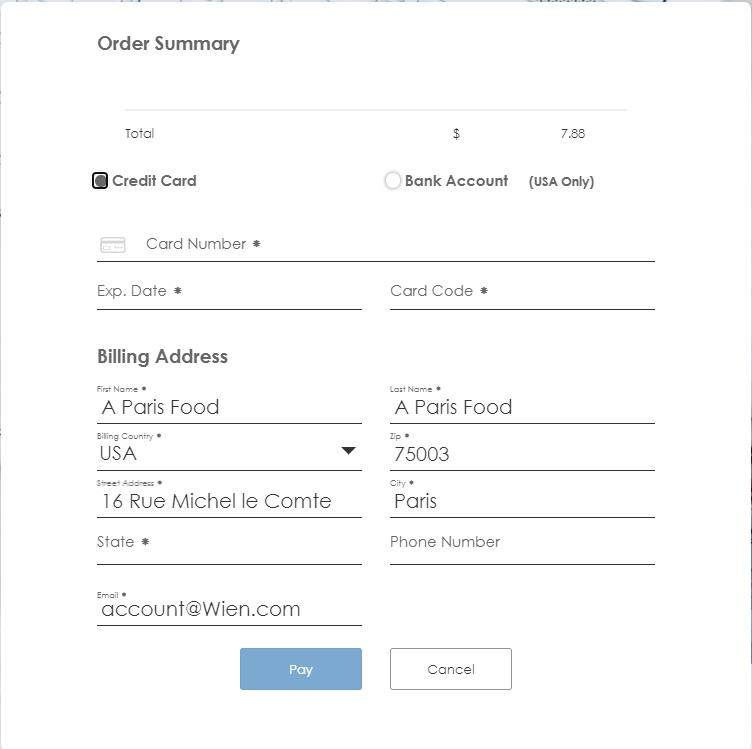 Order Summary
Total $ 7.88
Credit Card Bank Account (USA Only)
Card Number *
Exp. Date * Card Code *
Billing Address
First Name * Last Name *
A Paris Food A Paris Food
Billing Country * Zip *
USA 75003
Street Address * City *
16 Rue Michel le Comte Paris
State * Phone Number
Email *
account@Wien.com
Pay Cancel